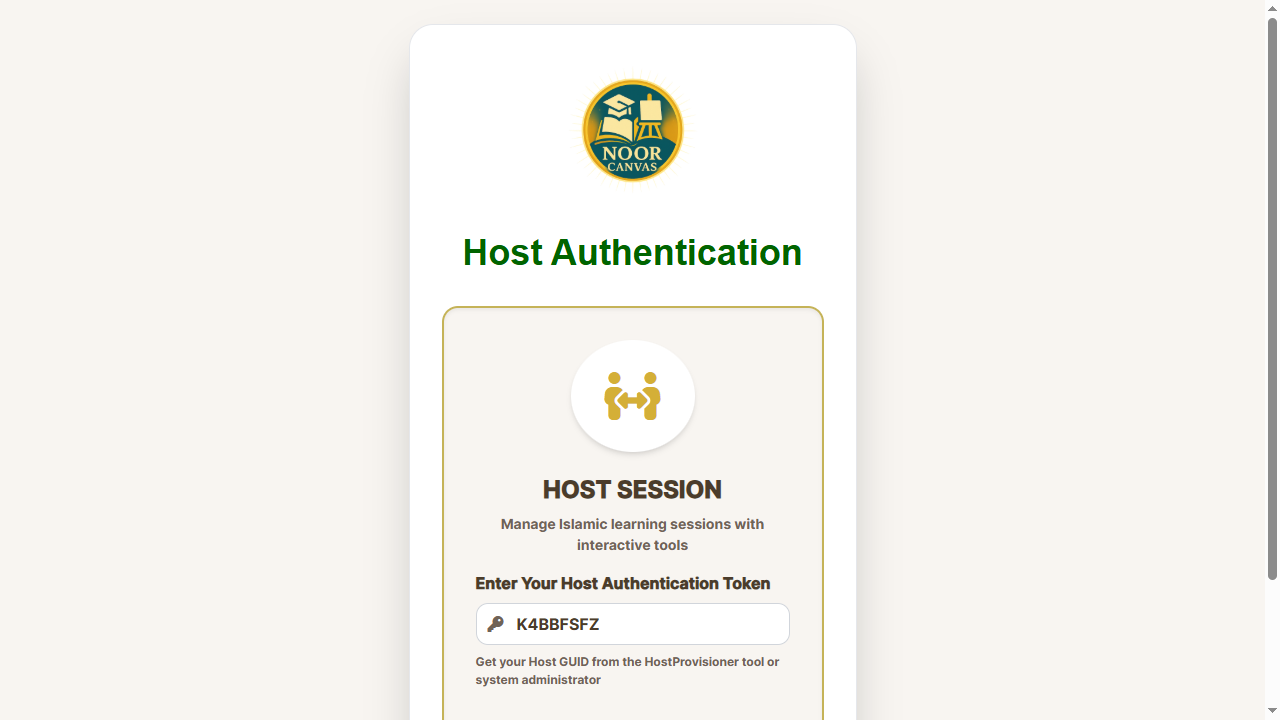 NOOR
CANVAS
Host Authentication
HOST SESSION
Manage Islamic learning sessions with
interactive tools
Enter Your Host Authentication Token
K4BBFSFZ
Get your Host GUID from the HostProvisioner tool or
system administrator